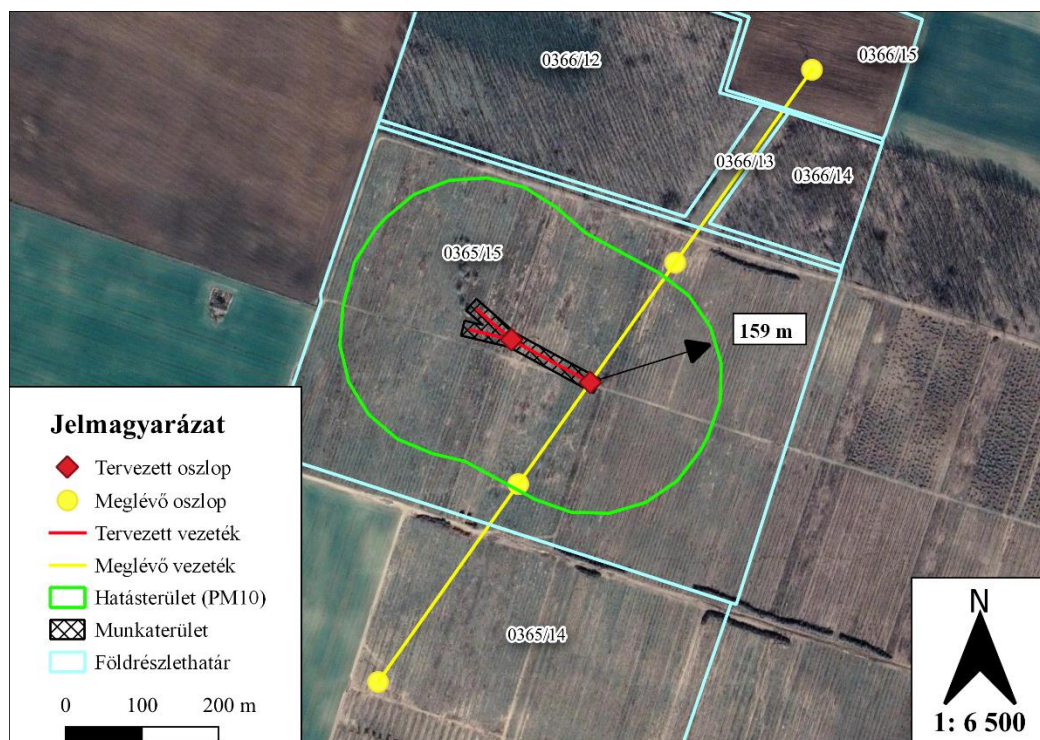 0366/12
0366/15
0366/13
0366/14
0365/15
159 m
0365/14
Jelmagyarázat
Tervezett oszlop
Meglévő oszlop
Tervezett vezeték
Meglévő vezeték
Hatásterület (PM10)
Munkaterület
Földrészlethatár
0 100 200 m
N
1: 6 500